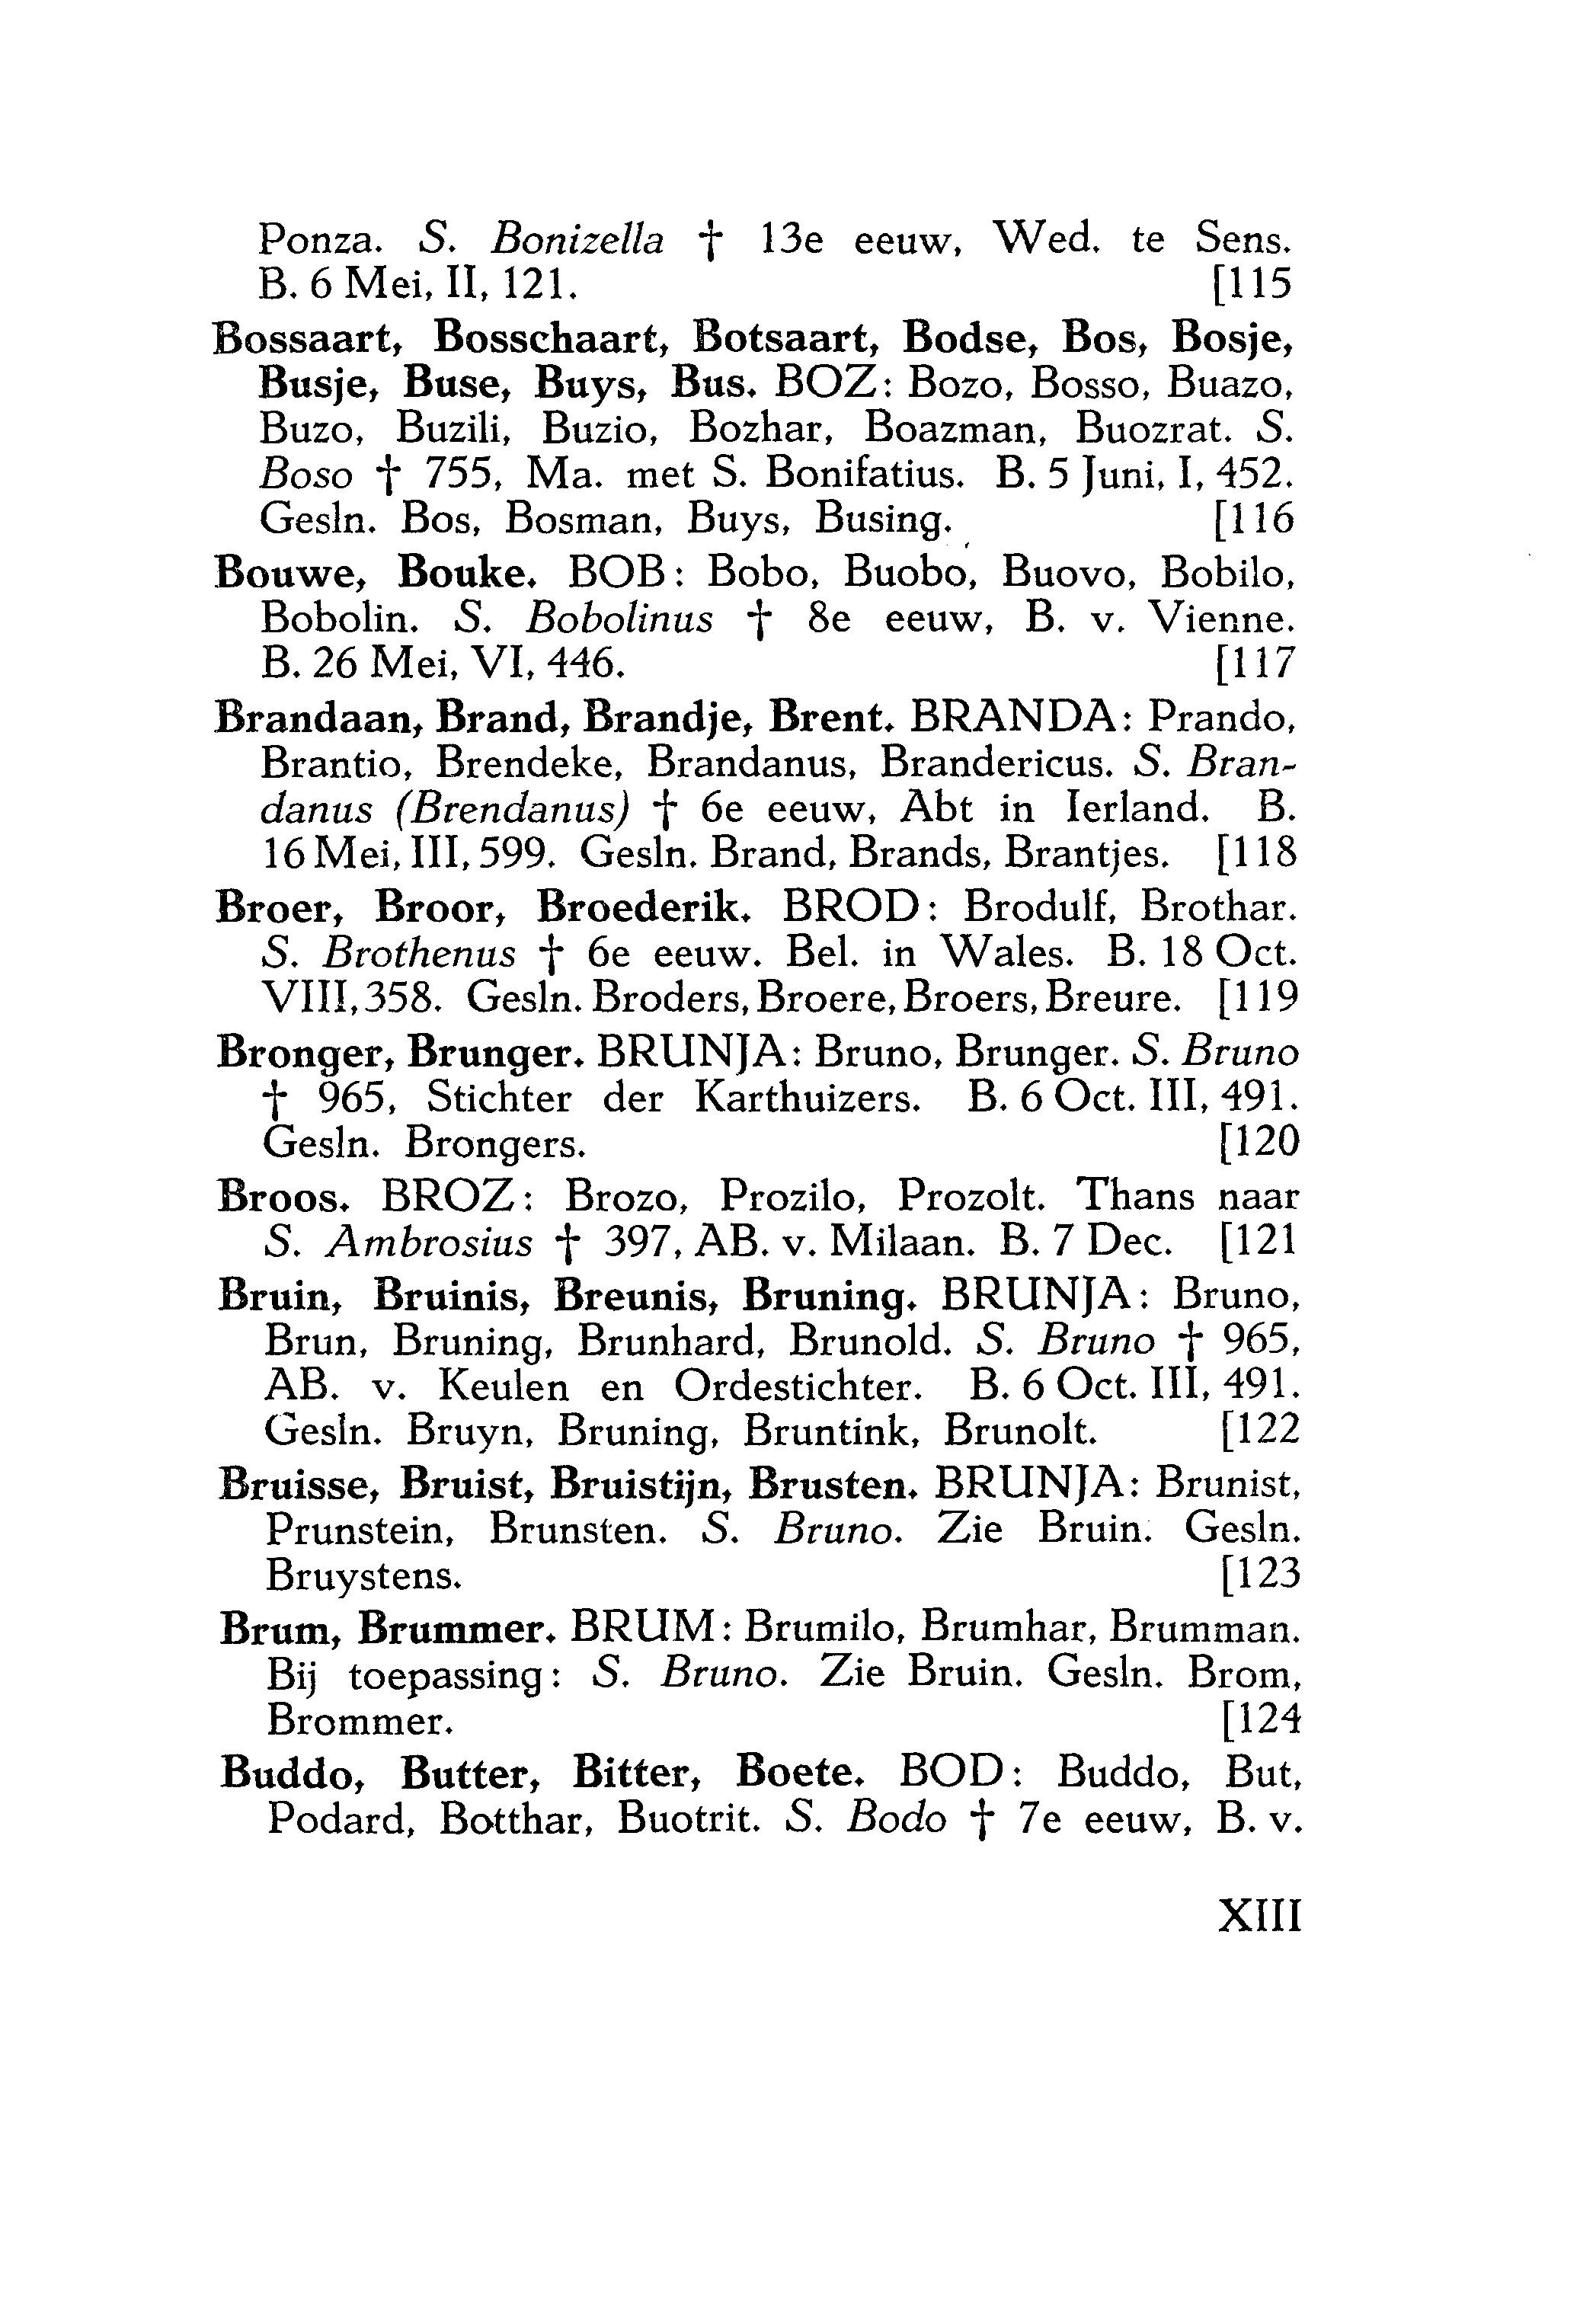 Ponza. S. Bonizella † 13e eeuw, Wed. te Sens.
B. 6 Mei, II, 121. [115
Bossaart, Bosschaart, Botsaart, Bodse, Bos, Bosje,
Busje, Buse, Buys, Bus. BOZ: Bozo, Bosso, Buazo,
Buzo, Buzili, Buzio, Bozhar, Boazman, Buozrat. S.
Boso † 755, Ma. met S. Bonifatius. B. 5 Juni, I, 452.
Gesln. Bos, Bosman, Buys, Busing. [116
Bouwe, Bouke. BOB: Bobo, Buobo, Buovo, Bobilo,
Bobolin. S. Bobolinus † 8e eeuw, B. v. Vienne.
B. 26 Mei, VI, 446. [117
Brandaan, Brand, Brandje, Brent. BRANDA: Prando,
Brantio, Brendeke, Brandanus, Brandericus. S. Bran-
danus (Brendanus) † 6e eeuw, Abt in Ierland. B.
16 Mei, III, 599. Gesln. Brand, Brands, Brantjes. [118
Broer, Broor, Broederik. BROD: Brodulf, Brothar.
S. Brothenus † 6e eeuw. Bel. in Wales. B. 18 Oct.
VIII, 358. Gesln. Broders, Broere, Broers, Breure. [119
Bronger, Brunger. BRUNJA: Bruno, Brunger. S. Bruno
† 965, Stichter der Karthuizers. B. 6 Oct. III, 491.
Gesln. Brongers. [120
Broos. BROZ: Brozo, Prozilo, Prozolt. Thans naar
S. Ambrosius † 397, AB. v. Milaan. B. 7 Dec. [121
Bruin, Bruinis, Breunis, Bruning. BRUNJA: Bruno,
Brun, Bruning, Brunhard, Brunold. S. Bruno † 965,
AB. v. Keulen en Ordestichter. B. 6 Oct. III, 491.
Gesln. Bruyn, Bruning, Bruntink, Brunolt. [122
Bruisse, Bruist, Bruistijn, Brusten. BRUNJA: Brunist,
Prunstein, Brunsten. S. Bruno. Zie Bruin. Gesln.
Bruystens. [123
Brum, Brummer. BRUM: Brumilo, Brumhar, Brumman.
Bij toepassing: S. Bruno. Zie Bruin. Gesln. Brom,
Brommer. [124
Buddo, Butter, Bitter, Boete. BOD: Buddo, But,
Podard, Botthar, Buotrit. S. Bodo † 7e eeuw, B. v.
XIII